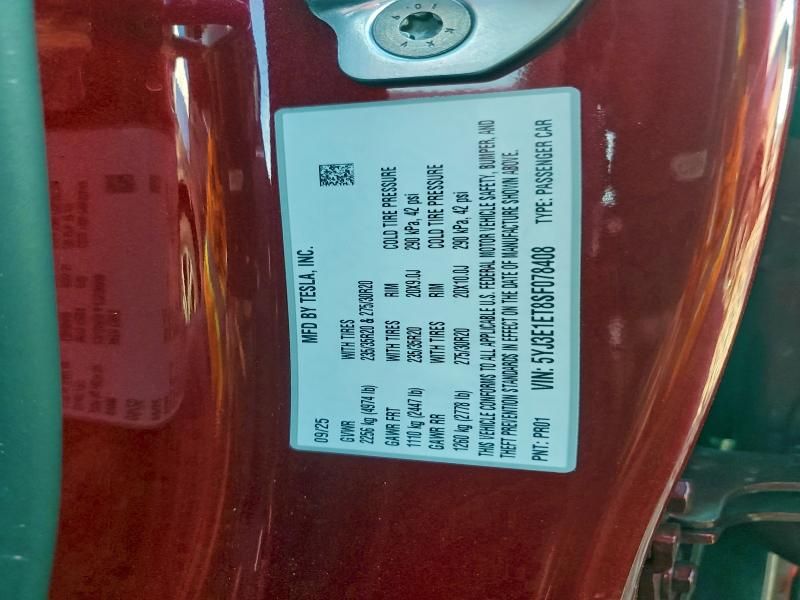 MFD BY TESLA, INC.
09/25
GVWR WITH TIRES
2256 kg (4974 lb) 235/35R20 & 275/30R20
GAWR FRT WITH TIRES RIM COLD TIRE PRESSURE
1110 kg (2447 lb) 235/35R20 20X9.0J 290 kPa, 42 psi
GAWR RR WITH TIRES RIM COLD TIRE PRESSURE
1260 kg (2778 lb) 275/30R20 20X10.0J 290 kPa, 42 psi
THIS VEHICLE CONFORMS TO ALL APPLICABLE U.S. FEDERAL MOTOR VEHICLE SAFETY, BUMPER, AND
THEFT PREVENTION STANDARDS IN EFFECT ON THE DATE OF MANUFACTURE SHOWN ABOVE.
PNT: PR01 VIN: 5YJ3E1ET8SF078408 TYPE: PASSENGER CAR